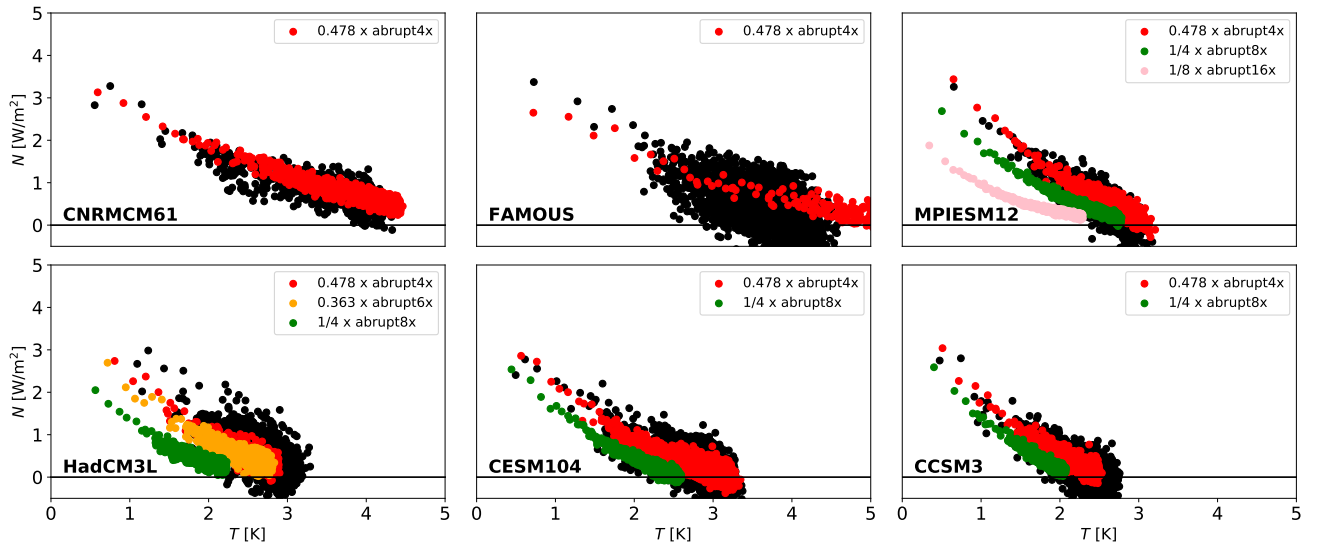 5
4
3
2
1
0
N [W/m²]
0.478 x abrupt4x
CNRMCM61
0.478 x abrupt4x
FAMOUS
0.478 x abrupt4x
1/4 x abrupt8x
1/8 x abrupt16x
MPIESM12
5
4
3
2
1
0
N [W/m²]
0.478 x abrupt4x
0.363 x abrupt6x
1/4 x abrupt8x
HadCM3L
0 1 2 3 4 5
T [K]
0.478 x abrupt4x
1/4 x abrupt8x
CESM104
0 1 2 3 4 5
T [K]
0.478 x abrupt4x
1/4 x abrupt8x
CCSM3
0 1 2 3 4 5
T [K]